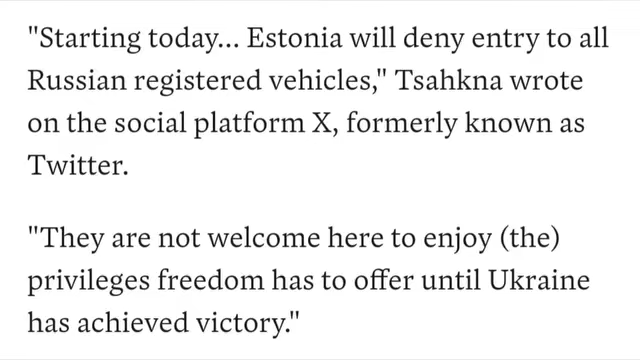 "Starting today... Estonia will deny entry to all
Russian registered vehicles," Tsahkna wrote
on the social platform X, formerly known as
Twitter.
"They are not welcome here to enjoy (the)
privileges freedom has to offer until Ukraine
has achieved victory."